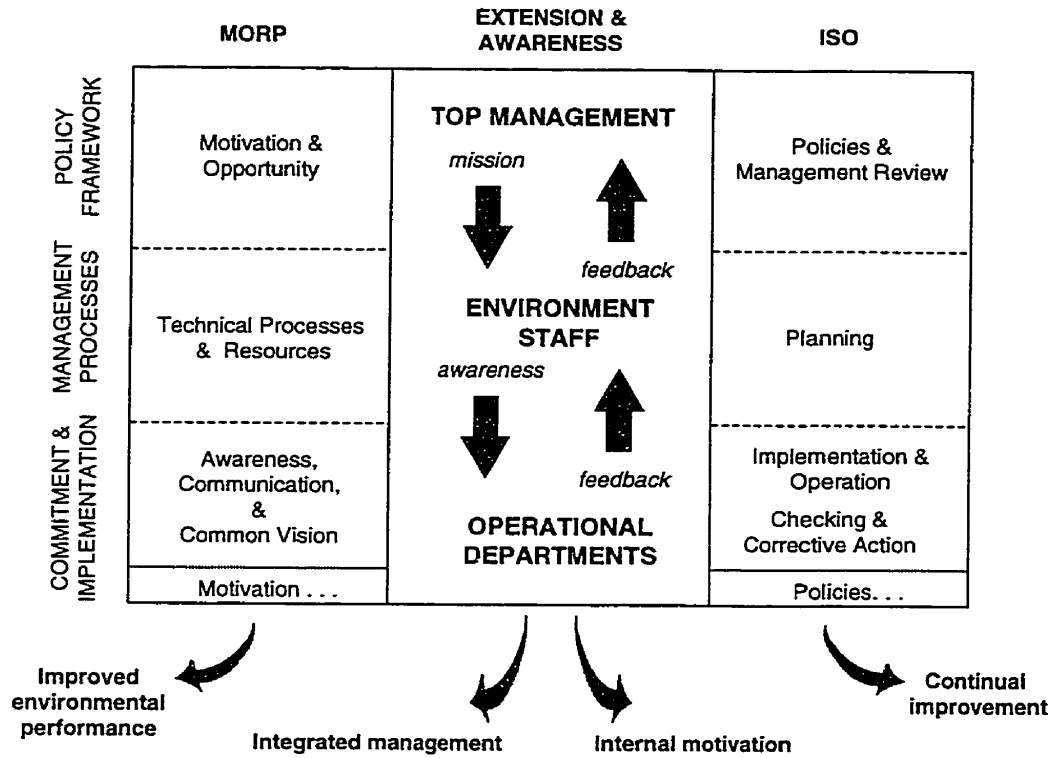 MORP
EXTENSION &
AWARENESS
ISO
POLICY
FRAMEWORK
Motivation &
Opportunity
TOP MANAGEMENT
mission
feedback
Policies &
Management Review
MANAGEMENT
PROCESSES
Technical Processes
& Resources
ENVIRONMENT
STAFF
awareness
feedback
Planning
COMMITMENT &
IMPLEMENTATION
Awareness,
Communication,
&
Common Vision
OPERATIONAL
DEPARTMENTS
Implementation &
Operation
Checking &
Corrective Action
Motivation . . .
Policies. . .
Improved
environmental
performance
Integrated management
Internal motivation
Continual
improvement